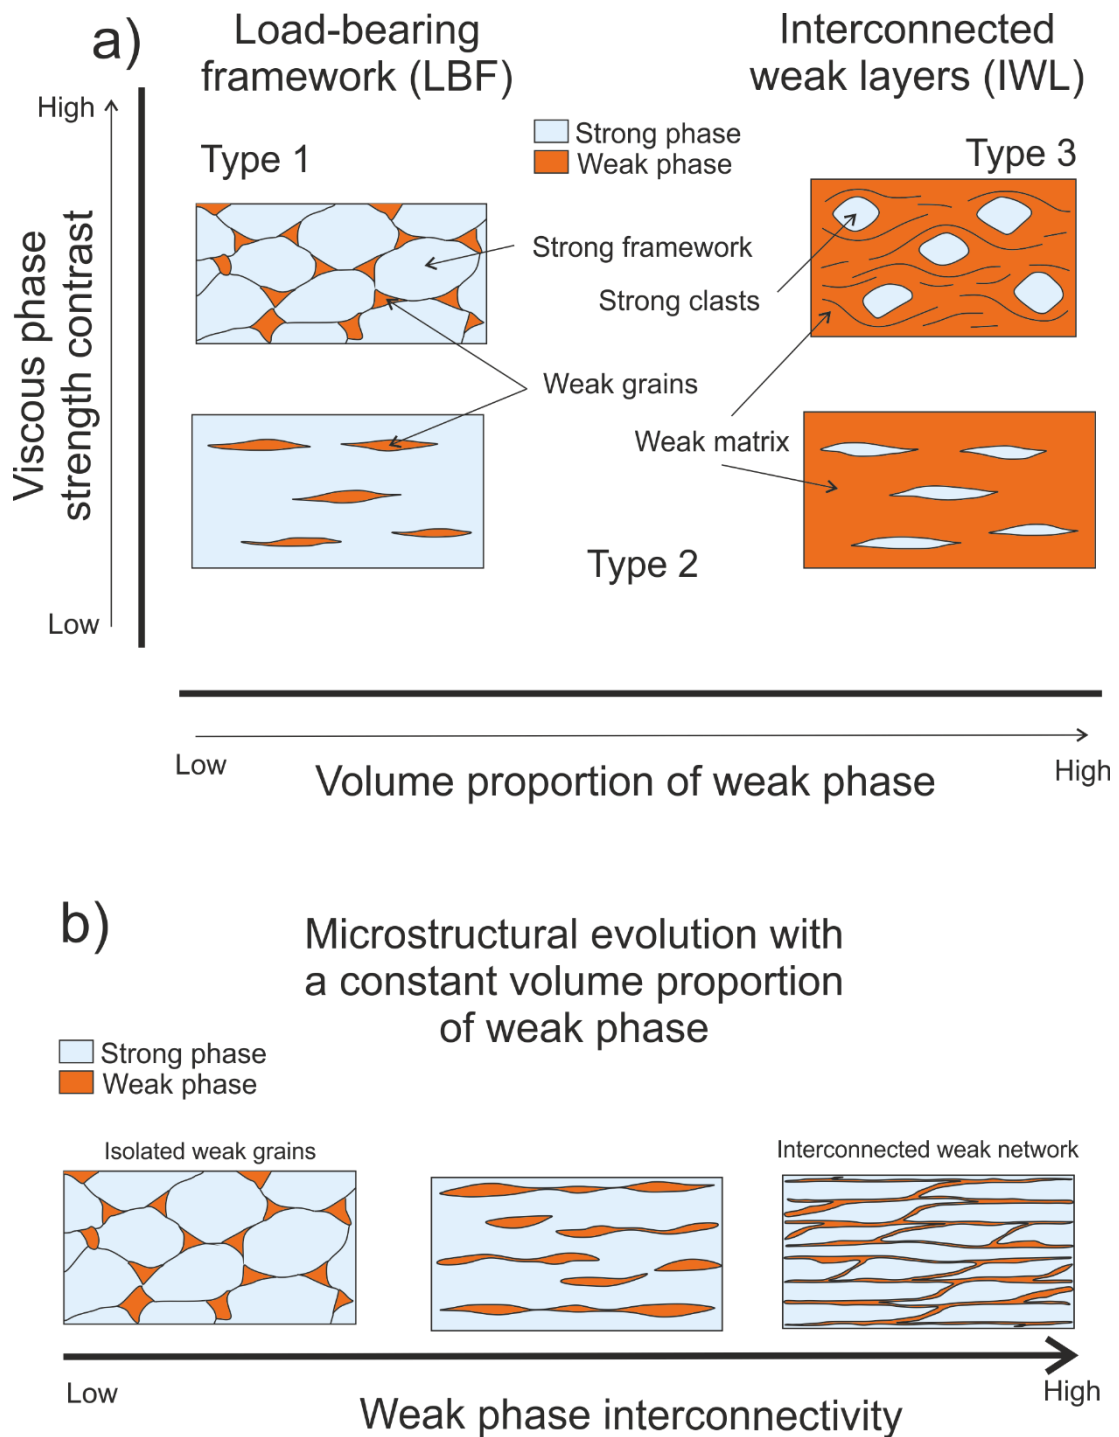 a)
Load-bearing
framework (LBF)
Interconnected
weak layers (IWL)
High
Strong phase
Weak phase
Type 1
Type 3
Strong framework
Strong clasts
Viscous phase
strength contrast
Weak grains
Weak matrix
Type 2
Low
Low
High
Volume proportion of weak phase
b)
Microstructural evolution with
a constant volume proportion
of weak phase
Strong phase
Weak phase
Isolated weak grains
Interconnected weak network
Low
High
Weak phase interconnectivity